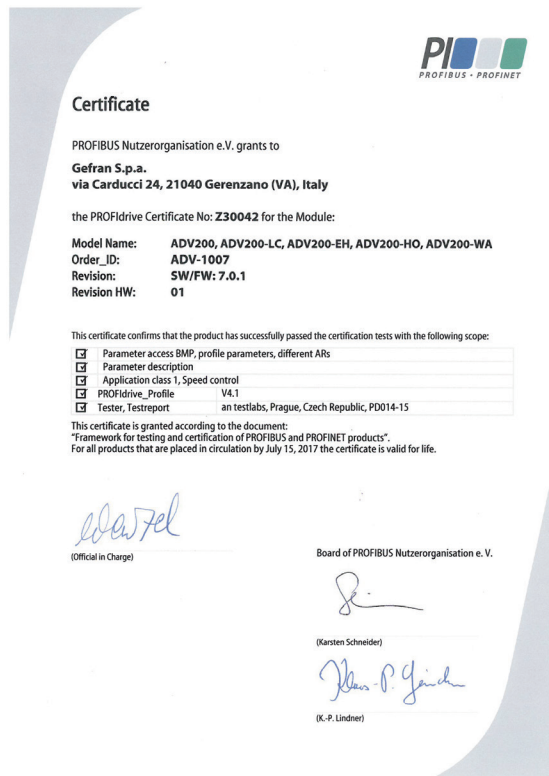 PI
PROFIBUS • PROFINET
Certificate
PROFIBUS Nutzerorganisation e.V. grants to
Gefran S.p.a.
via Carducci 24, 21040 Gerenzano (VA), Italy
the PROFIdrive Certificate No: Z30042 for the Module:
Model Name: ADV200, ADV200-LC, ADV200-EH, ADV200-HO, ADV200-WA
Order_ID: ADV-1007
Revision: SW/FW: 7.0.1
Revision HW: 01
This certificate confirms that the product has successfully passed the certification tests with the following scope:
☑ Parameter access BMP, profile parameters, different ARs
☑ Parameter description
☑ Application class 1, Speed control
☑ PROFIdrive_Profile V4.1
☑ Tester, Testreport an testlabs, Prague, Czech Republic, PD014-15
This certificate is granted according to the document:
“Framework for testing and certification of PROFIBUS and PROFINET products”.
For all products that are placed in circulation by July 15, 2017 the certificate is valid for life.
(Official in Charge)
Board of PROFIBUS Nutzerorganisation e. V.
(Karsten Schneider)
(K.-P. Lindner)